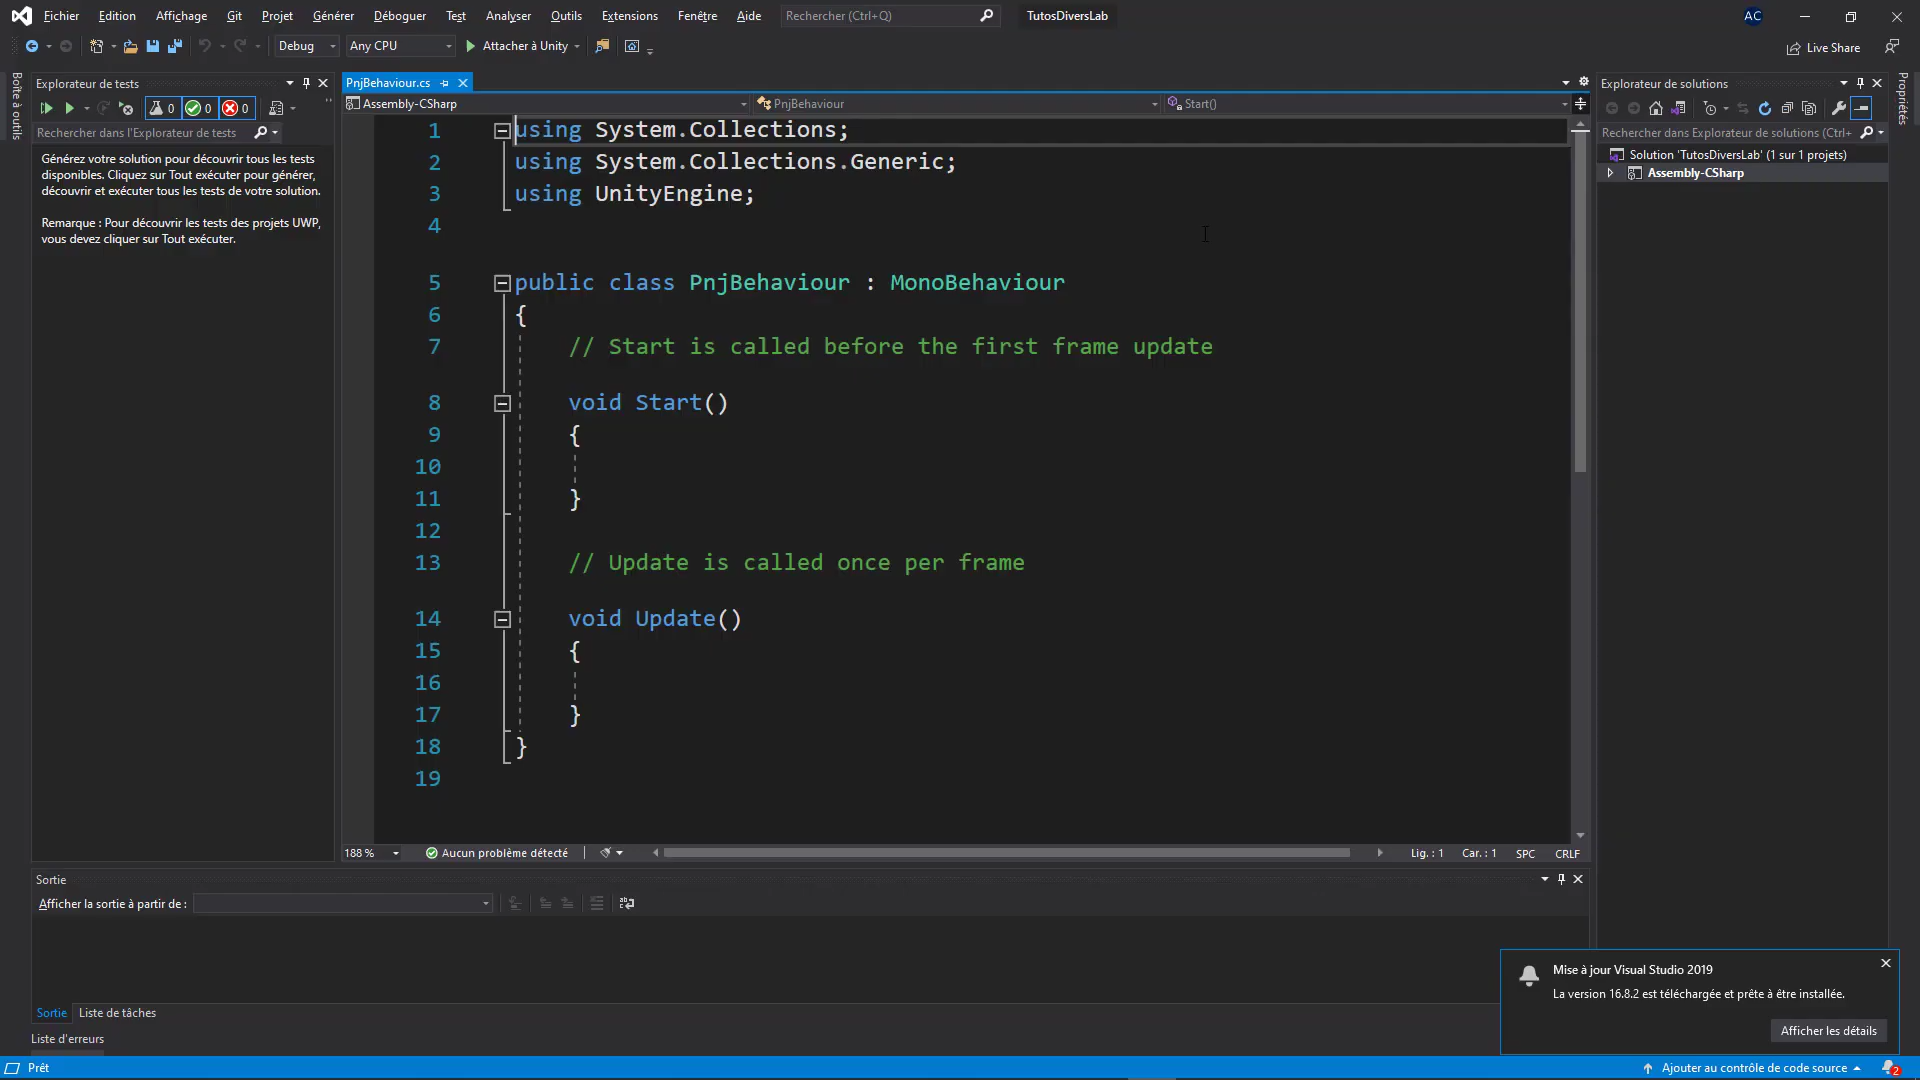 Fichier Edition Affichage Git Projet Générer Déboguer Test Analyser Outils Extensions Fenêtre Aide Rechercher (Ctrl+Q) TutosDiversLab AC
Debug Any CPU Attacher à Unity Live Share
Boîte à outils
Explorateur de tests
0 0 0
Rechercher dans l'Explorateur de tests
Générez votre solution pour découvrir tous les tests
disponibles. Cliquez sur Tout exécuter pour générer,
découvrir et exécuter tous les tests de votre solution.
Remarque : Pour découvrir les tests des projets UWP,
vous devez cliquer sur Tout exécuter.
PnjBehaviour.cs
Assembly-CSharp PnjBehaviour Start()
1 using System.Collections;
2 using System.Collections.Generic;
3 using UnityEngine;
4
5 public class PnjBehaviour : MonoBehaviour
6 {
7 // Start is called before the first frame update
8 void Start()
9 {
10
11 }
12
13 // Update is called once per frame
14 void Update()
15 {
16
17 }
18 }
19
188 % Aucun problème détecté Lig. : 1 Car. : 1 SPC CRLF
Explorateur de solutions
Rechercher dans Explorateur de solutions (Ctrl+
Solution 'TutosDiversLab' (1 sur 1 projets)
Assembly-CSharp
Propriétés
Sortie
Afficher la sortie à partir de :
Sortie Liste de tâches
Liste d'erreurs
Mise à jour Visual Studio 2019
La version 16.8.2 est téléchargée et prête à être installée.
Afficher les détails
Prêt Ajouter au contrôle de code source 2